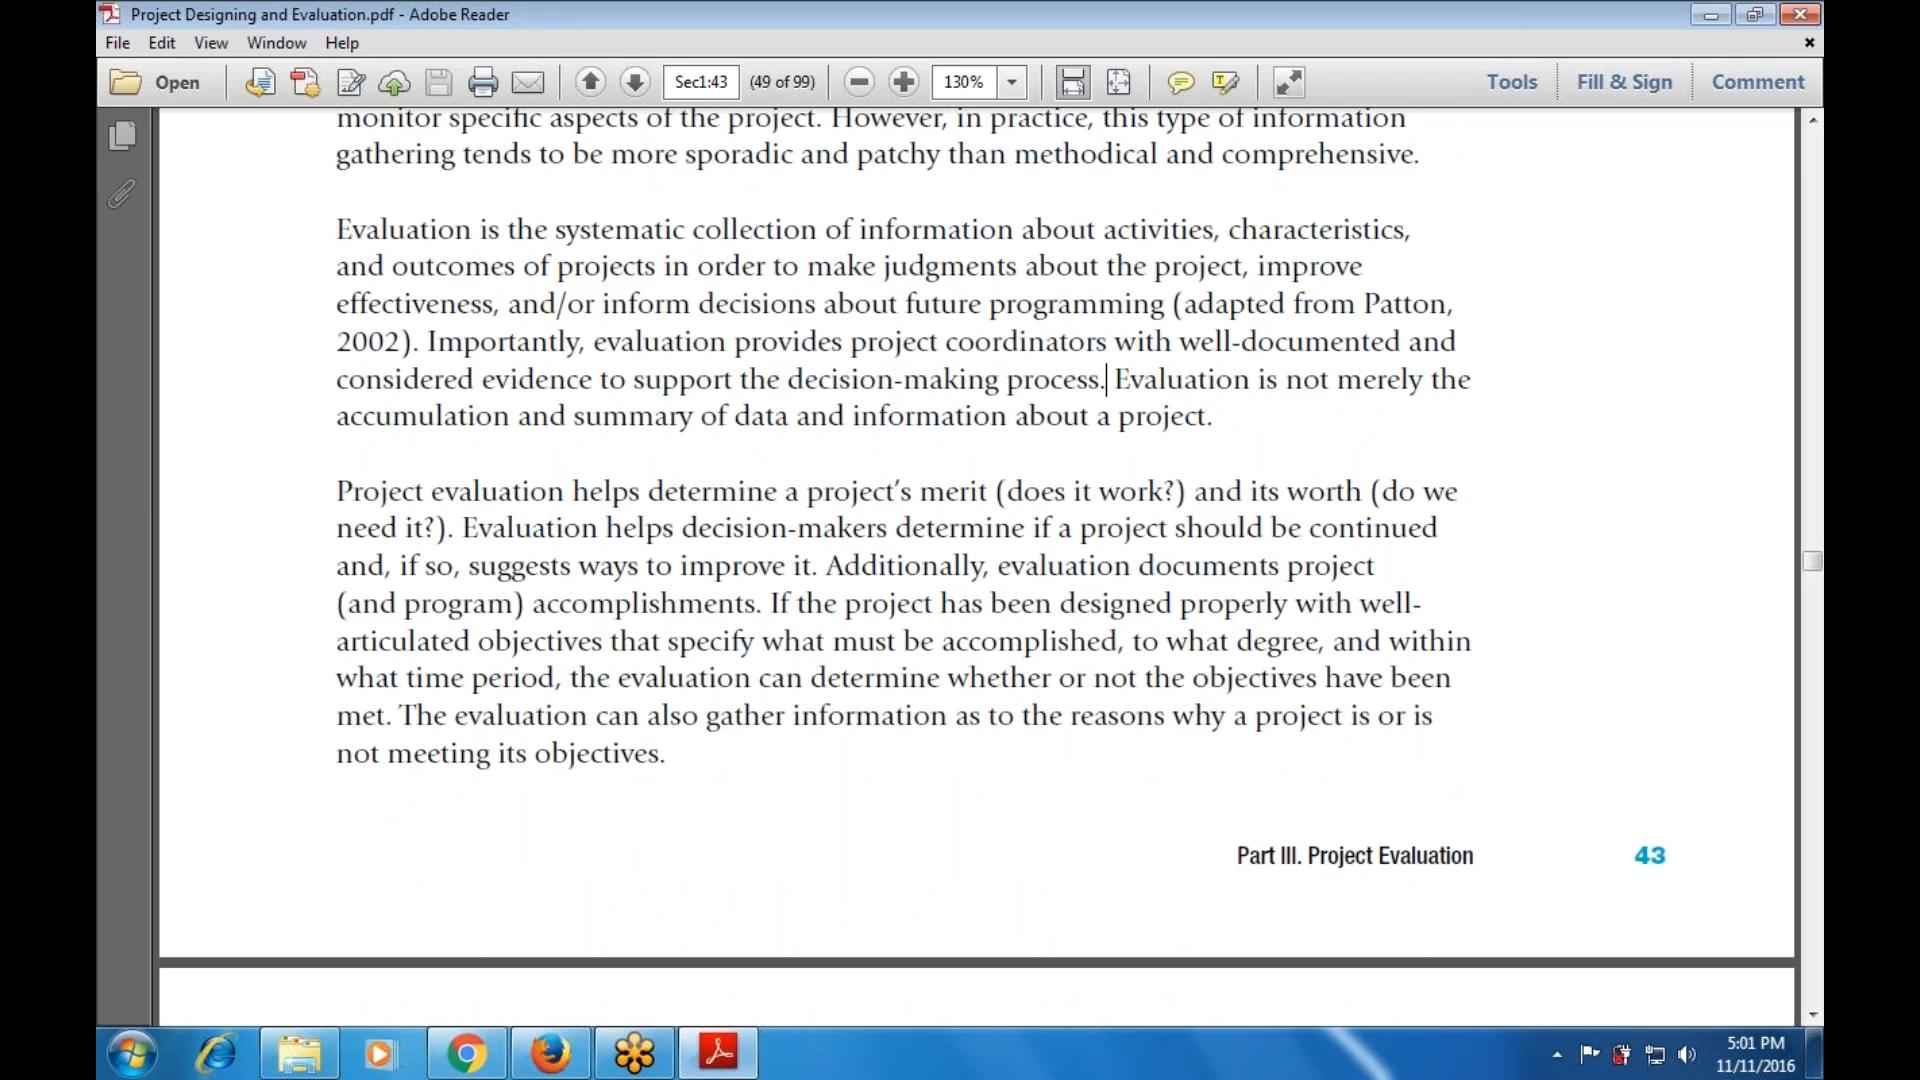 Project Designing and Evaluation.pdf - Adobe Reader
File Edit View Window Help
Open Sec1:43 (49 of 99) 130% Tools Fill & Sign Comment
monitor specific aspects of the project. However, in practice, this type of information
gathering tends to be more sporadic and patchy than methodical and comprehensive.
Evaluation is the systematic collection of information about activities, characteristics,
and outcomes of projects in order to make judgments about the project, improve
effectiveness, and/or inform decisions about future programming (adapted from Patton,
2002). Importantly, evaluation provides project coordinators with well-documented and
considered evidence to support the decision-making process. Evaluation is not merely the
accumulation and summary of data and information about a project.
Project evaluation helps determine a project’s merit (does it work?) and its worth (do we
need it?). Evaluation helps decision-makers determine if a project should be continued
and, if so, suggests ways to improve it. Additionally, evaluation documents project
(and program) accomplishments. If the project has been designed properly with well-
articulated objectives that specify what must be accomplished, to what degree, and within
what time period, the evaluation can determine whether or not the objectives have been
met. The evaluation can also gather information as to the reasons why a project is or is
not meeting its objectives.
Part III. Project Evaluation 43
5:01 PM
11/11/2016